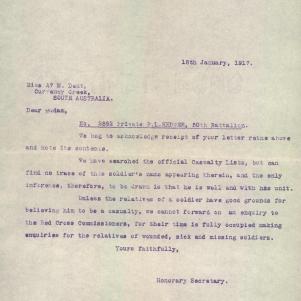 18th January, 1917.
Miss A? M. Dent,
Currency Creek,
SOUTH AUSTRALIA.
Dear Madam,
No. Private 50th Battalion.
We beg to acknowledge receipt of your letter rethe above
and note its contents.
We have searched the official Casualty Lists, but can
find no trace of this soldier's name appearing therein, and the only
inference, therefore, to be drawn is that he is well and with his unit.
Unless the relatives of a soldier have good grounds for
believing him to be a casualty, we cannot forward on an enquiry to
the Red Cross Commissioners, for their time is fully occupied making
enquiries for the relatives of wounded, sick and missing soldiers.
Yours faithfully,
Honorary Secretary.